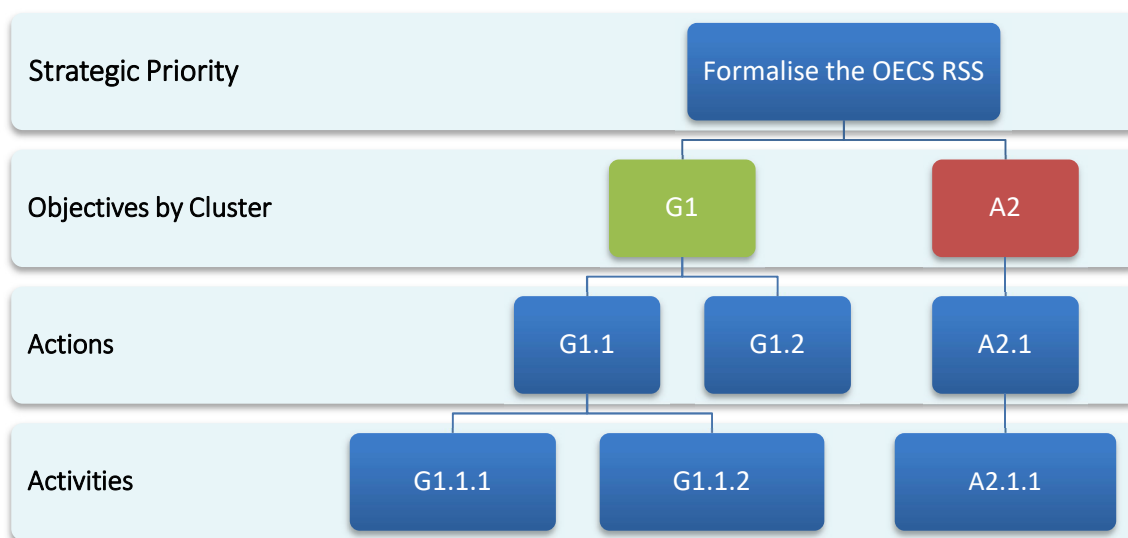 Strategic Priority
Formalise the OECS RSS
Objectives by Cluster
G1
A2
Actions
G1.1
G1.2
A2.1
Activities
G1.1.1
G1.1.2
A2.1.1